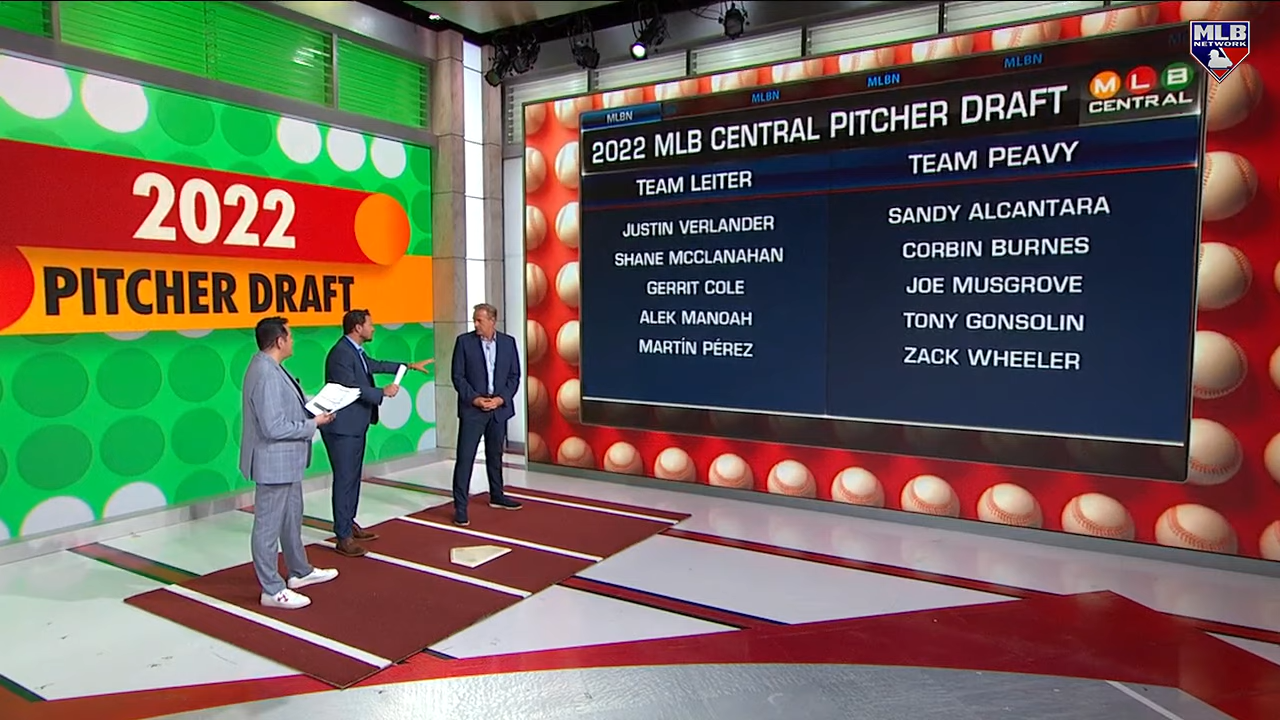 MLB
NETWORK
MLBN
MLBN
MLBN
MLBN
MLB
CENTRAL
2022 MLB CENTRAL PITCHER DRAFT
TEAM LEITER
TEAM PEAVY
JUSTIN VERLANDER
SANDY ALCANTARA
SHANE MCCLANAHAN
CORBIN BURNES
GERRIT COLE
JOE MUSGROVE
ALEK MANOAH
TONY GONSOLIN
MARTÍN PÉREZ
ZACK WHEELER
2022
PITCHER DRAFT